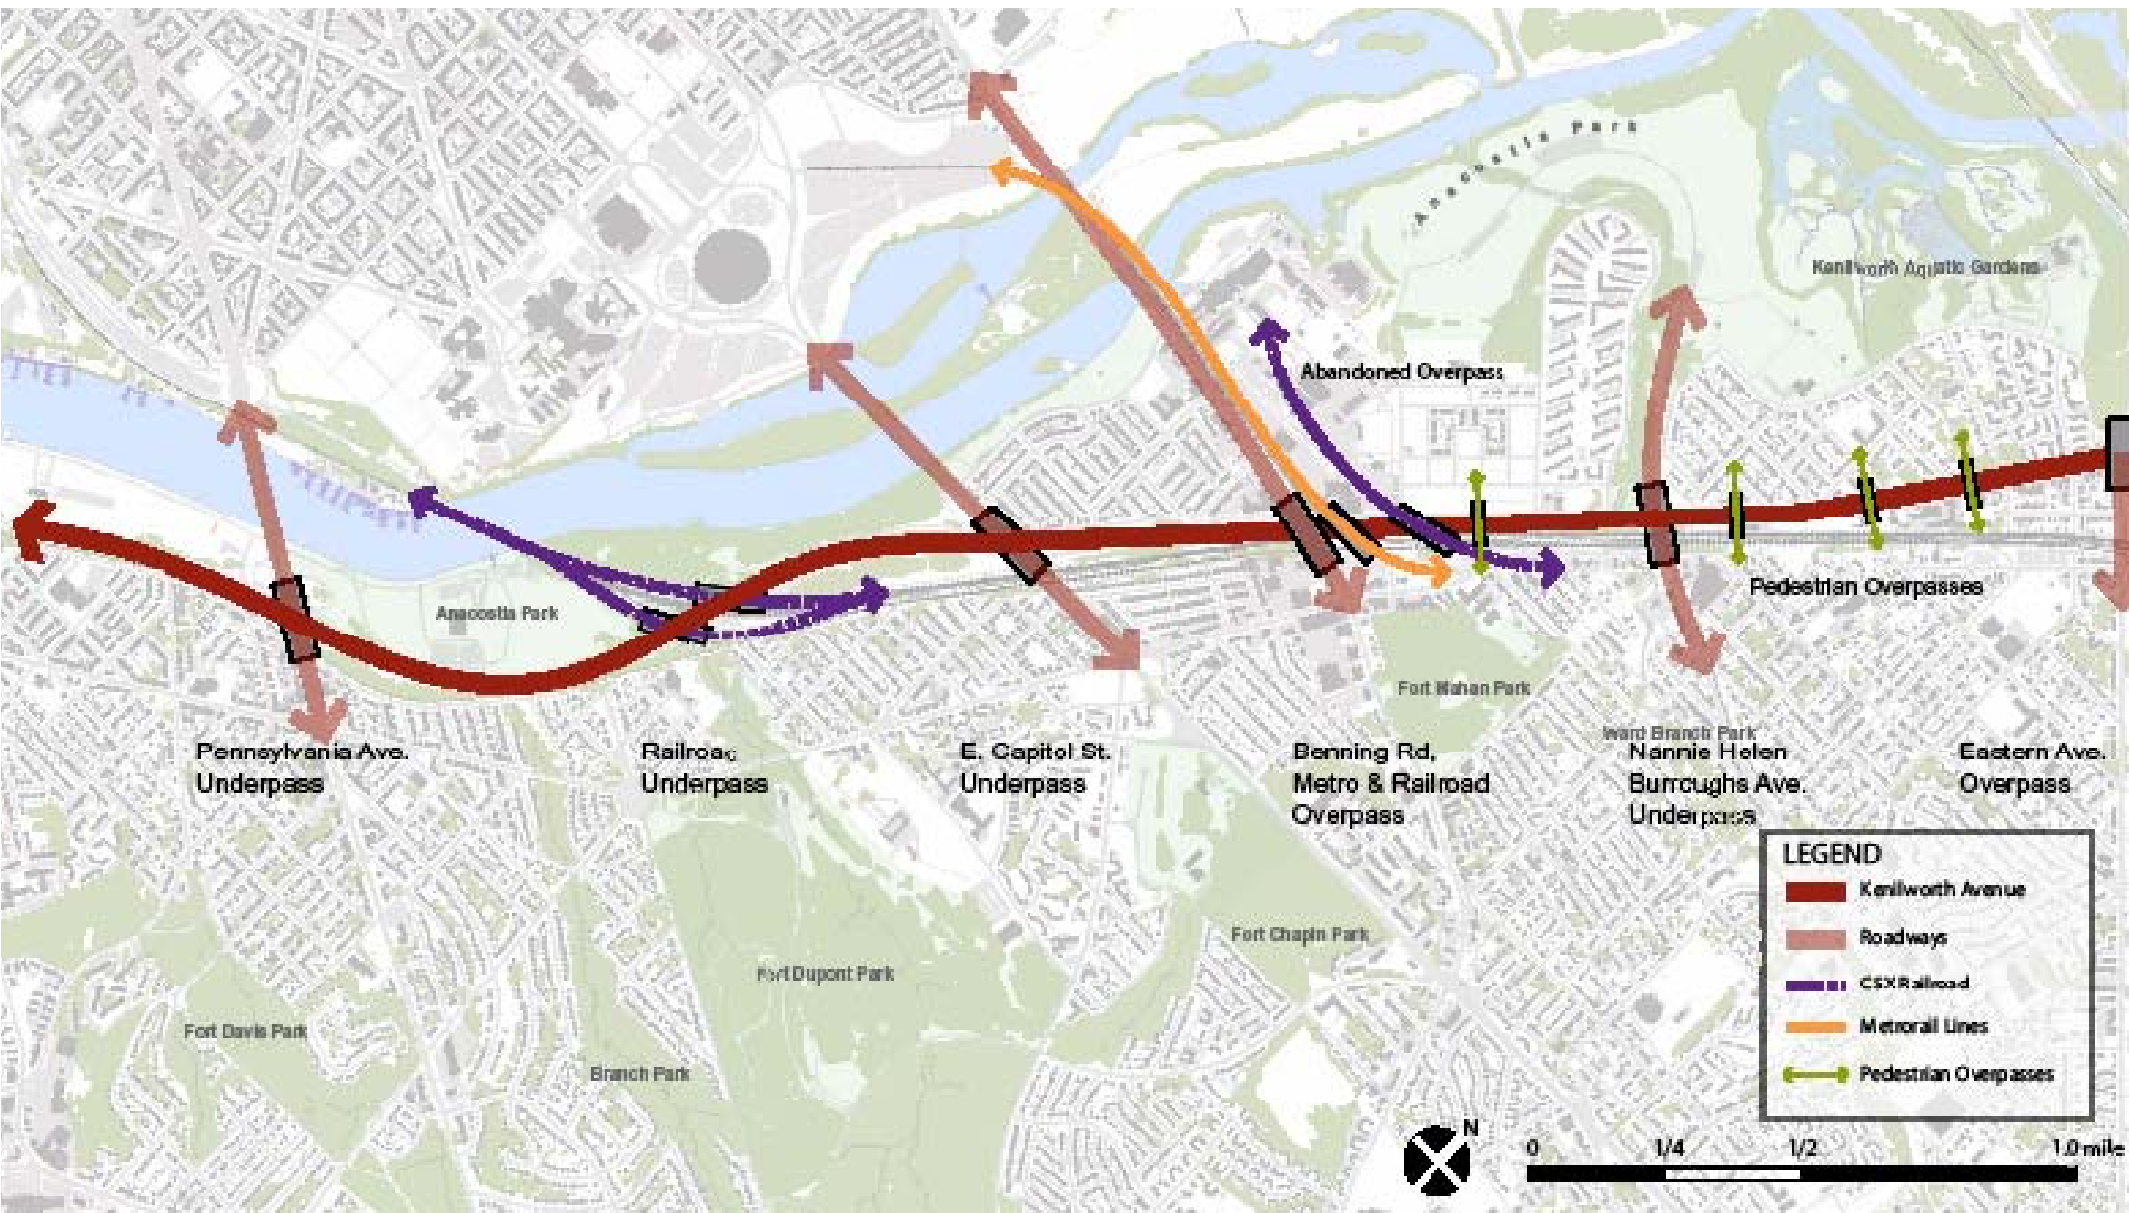 Anacostia Park
Kenilworth Aquatic Gardens
Abandoned Overpass
Anacostia Park
Pedestrian Overpasses
Fort Mahan Park
Ward Branch Park
Pennsylvania Ave.
Underpass
Railroad
Underpass
E. Capitol St.
Underpass
Benning Rd,
Metro & Railroad
Overpass
Nannie Helen
Burroughs Ave.
Underpass
Eastern Ave.
Overpass
Fort Chapin Park
Fort Dupont Park
Fort Davis Park
Branch Park
LEGEND
Kenilworth Avenue
Roadways
CSX Railroad
Metrorail Lines
Pedestrian Overpasses
N
0 1/4 1/2 1.0 mile